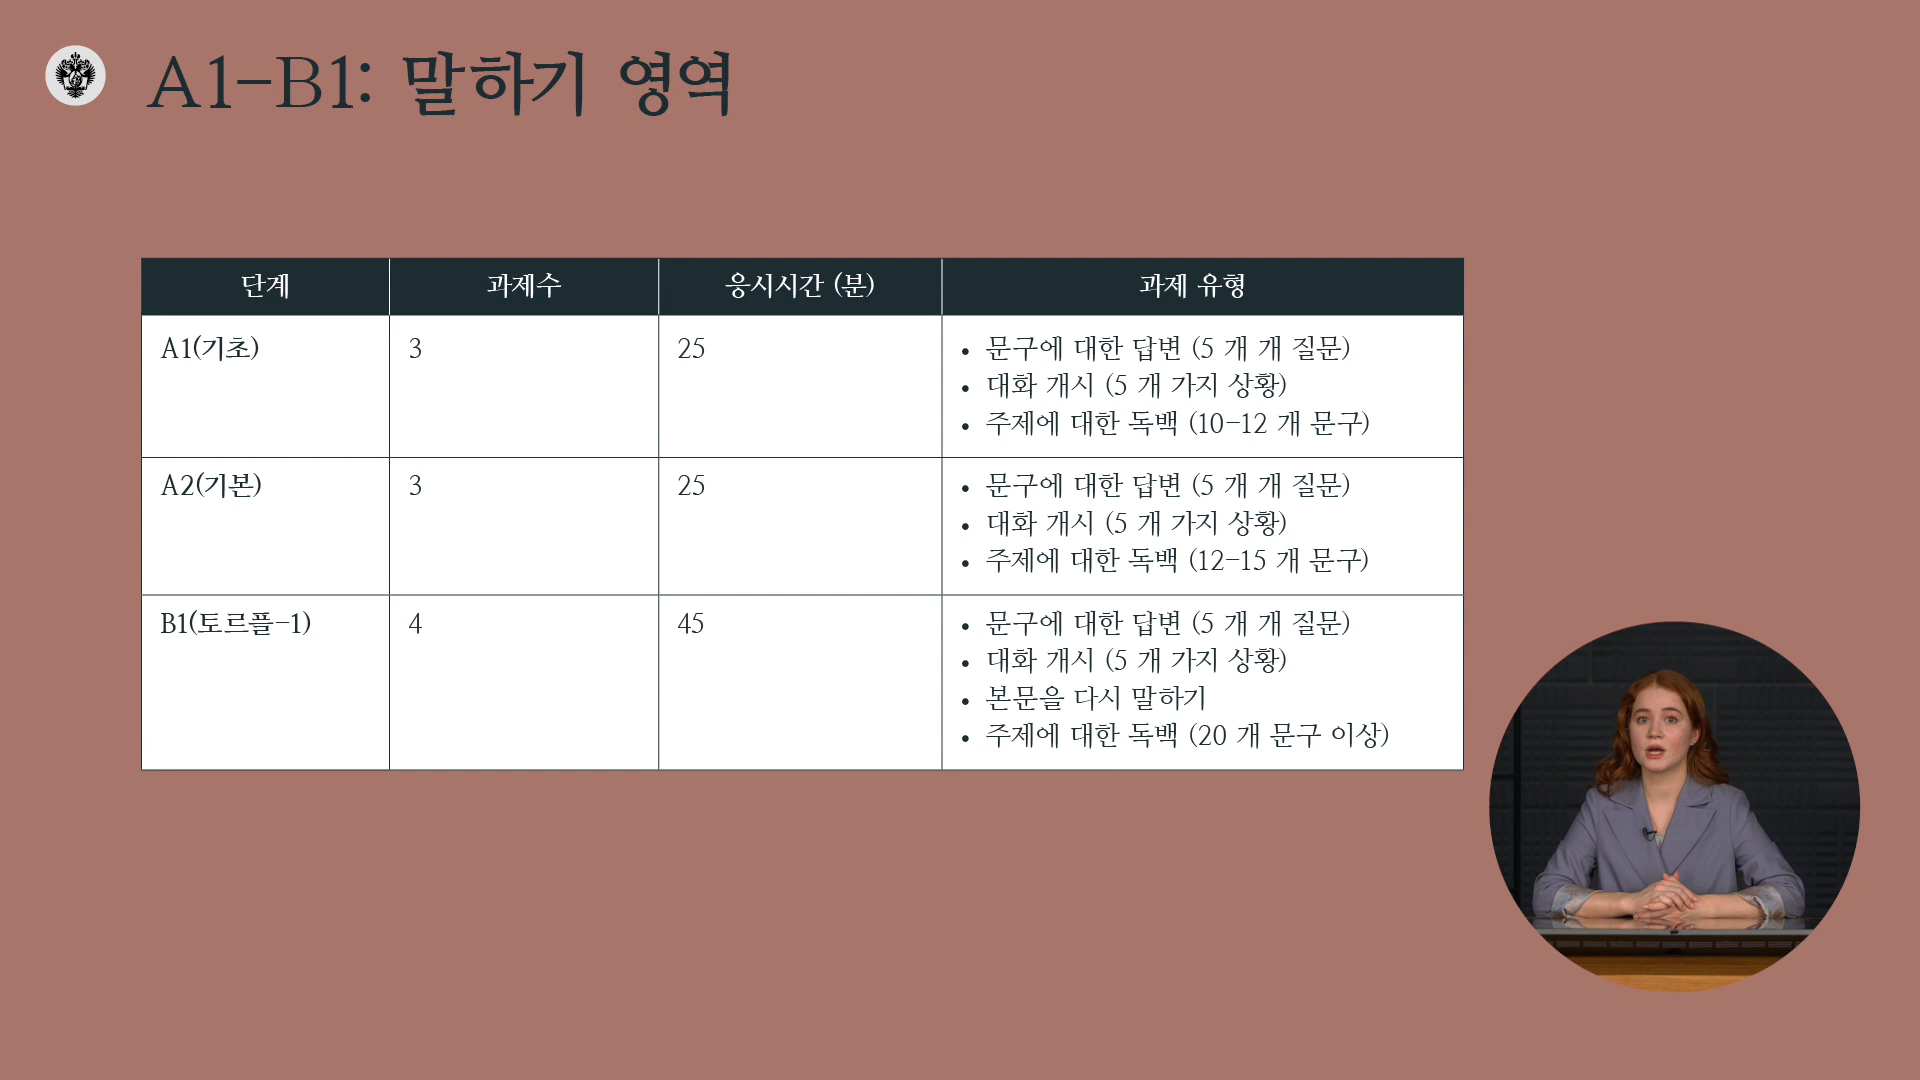 A1–B1: 말하기 영역
단계 과제수 응시시간 (분) 과제 유형
A1(기초) 3 25
• 문구에 대한 답변 (5 개 개 질문)
• 대화 개시 (5 개 가지 상황)
• 주제에 대한 독백 (10–12 개 문구)
A2(기본) 3 25
• 문구에 대한 답변 (5 개 개 질문)
• 대화 개시 (5 개 가지 상황)
• 주제에 대한 독백 (12–15 개 문구)
B1(토르플–1) 4 45
• 문구에 대한 답변 (5 개 개 질문)
• 대화 개시 (5 개 가지 상황)
• 본문을 다시 말하기
• 주제에 대한 독백 (20 개 문구 이상)